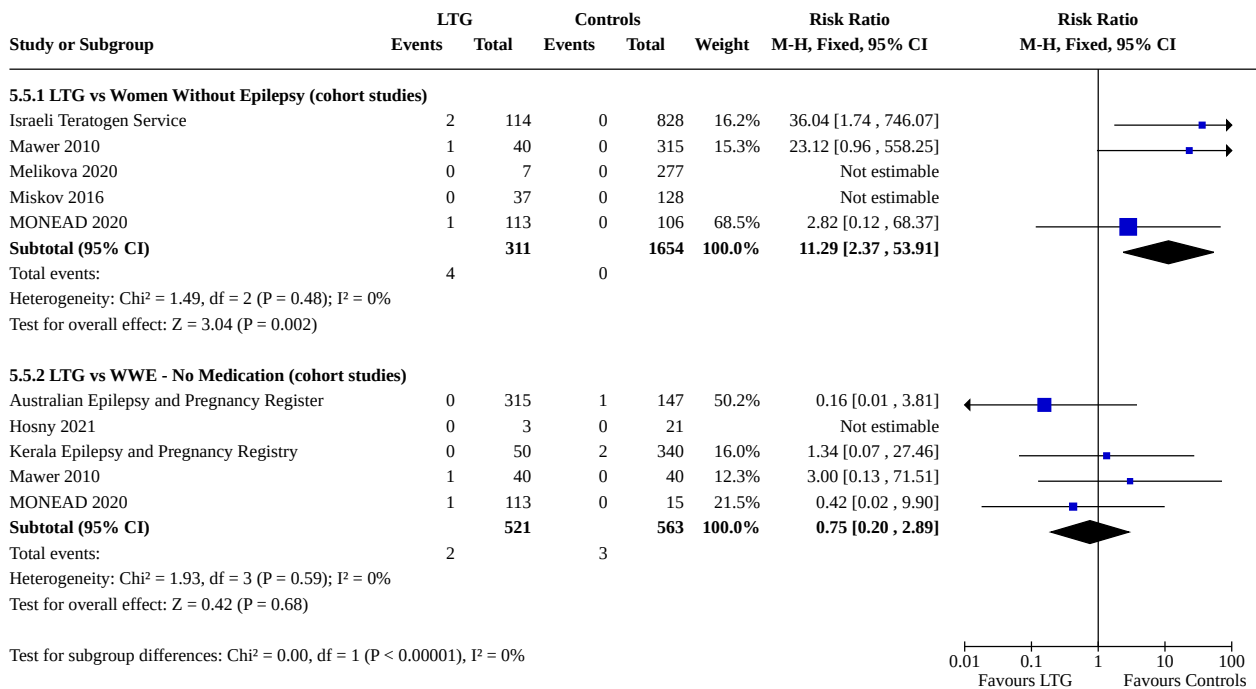 LTG Controls Risk Ratio Risk Ratio
Study or Subgroup Events Total Events Total Weight M-H, Fixed, 95% CI M-H, Fixed, 95% CI
5.5.1 LTG vs Women Without Epilepsy (cohort studies)
Israeli Teratogen Service 2 114 0 828 16.2% 36.04 [1.74 , 746.07]
Mawer 2010 1 40 0 315 15.3% 23.12 [0.96 , 558.25]
Melikova 2020 0 7 0 277 Not estimable
Miskov 2016 0 37 0 128 Not estimable
MONEAD 2020 1 113 0 106 68.5% 2.82 [0.12 , 68.37]
Subtotal (95% CI) 311 1654 100.0% 11.29 [2.37 , 53.91]
Total events: 4 0
Heterogeneity: Chi² = 1.49, df = 2 (P = 0.48); I² = 0%
Test for overall effect: Z = 3.04 (P = 0.002)
5.5.2 LTG vs WWE - No Medication (cohort studies)
Australian Epilepsy and Pregnancy Register 0 315 1 147 50.2% 0.16 [0.01 , 3.81]
Hosny 2021 0 3 0 21 Not estimable
Kerala Epilepsy and Pregnancy Registry 0 50 2 340 16.0% 1.34 [0.07 , 27.46]
Mawer 2010 1 40 0 40 12.3% 3.00 [0.13 , 71.51]
MONEAD 2020 1 113 0 15 21.5% 0.42 [0.02 , 9.90]
Subtotal (95% CI) 521 563 100.0% 0.75 [0.20 , 2.89]
Total events: 2 3
Heterogeneity: Chi² = 1.93, df = 3 (P = 0.59); I² = 0%
Test for overall effect: Z = 0.42 (P = 0.68)
Test for subgroup differences: Chi² = 0.00, df = 1 (P < 0.00001), I² = 0%
0.01 0.1 1 10 100
Favours LTG Favours Controls